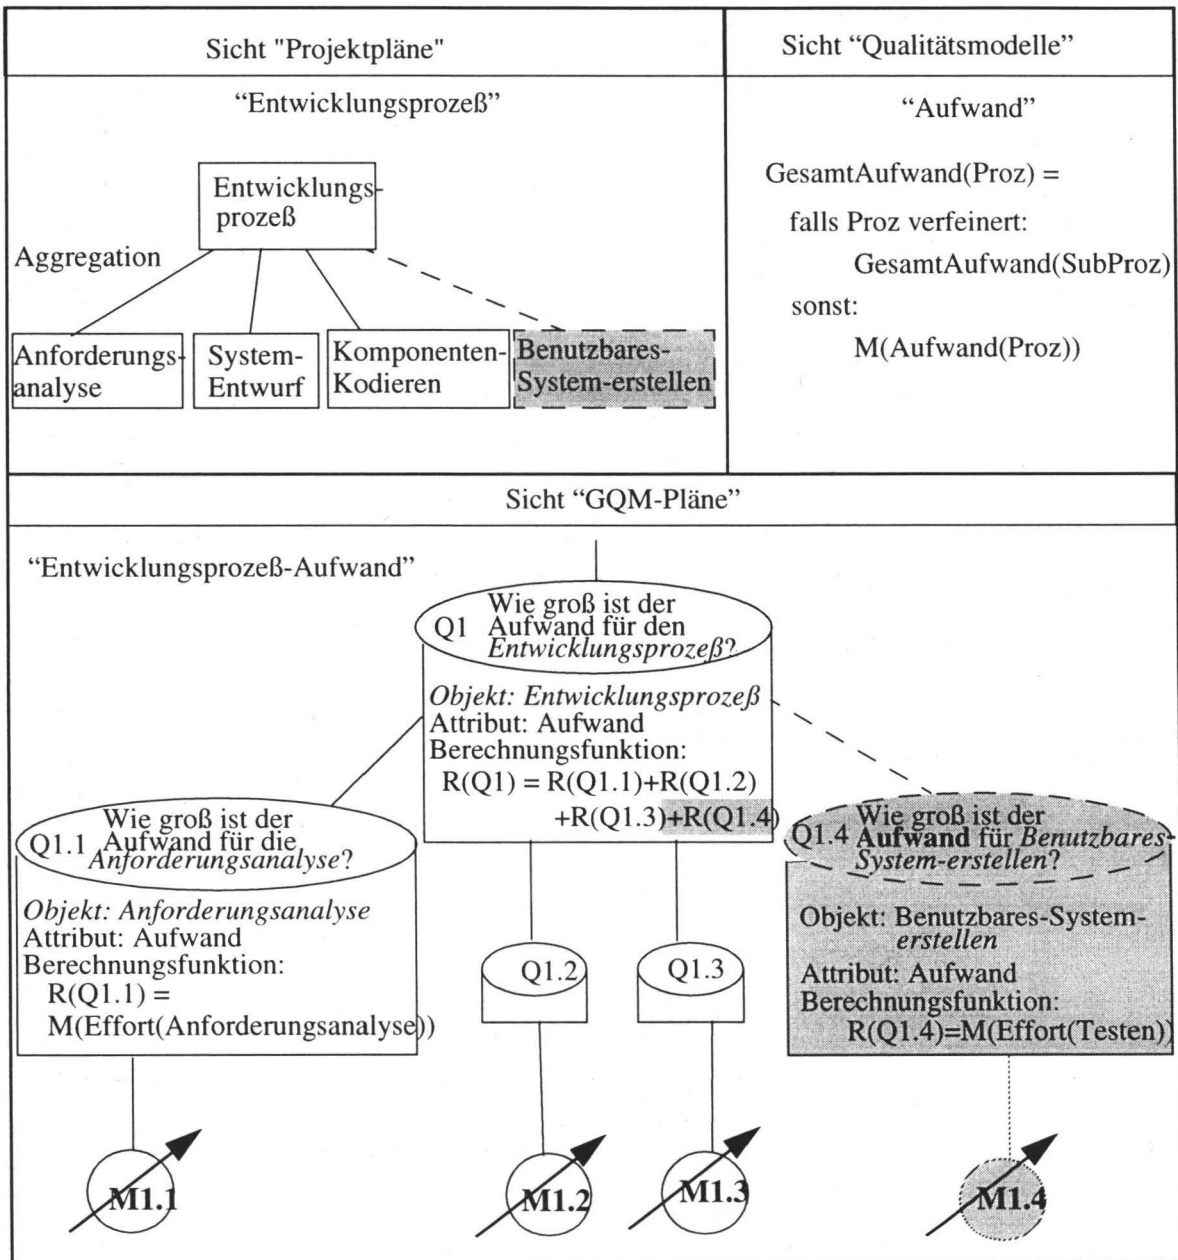 Sicht "Projektpläne"
Sicht “Qualitätsmodelle”
“Entwicklungsprozeß”
Entwicklungs-
prozeß
Aggregation
Anforderungs-
analyse
System-
Entwurf
Komponenten-
Kodieren
Benutzbares-
System-erstellen
“Aufwand”
GesamtAufwand(Proz) =
falls Proz verfeinert:
GesamtAufwand(SubProz)
sonst:
M(Aufwand(Proz))
Sicht “GQM-Pläne”
“Entwicklungsprozeß-Aufwand”
Q1
Wie groß ist der
Aufwand für den
Entwicklungsprozeß?
Objekt: Entwicklungsprozeß
Attribut: Aufwand
Berechnungsfunktion:
R(Q1) = R(Q1.1)+R(Q1.2)
+R(Q1.3)+R(Q1.4)
Q1.1
Wie groß ist der
Aufwand für die
Anforderungsanalyse?
Objekt: Anforderungsanalyse
Attribut: Aufwand
Berechnungsfunktion:
R(Q1.1) =
M(Effort(Anforderungsanalyse))
Q1.2
Q1.3
Q1.4
Wie groß ist der
Aufwand für Benutzbares-
System-erstellen?
Objekt: Benutzbares-System-
erstellen
Attribut: Aufwand
Berechnungsfunktion:
R(Q1.4)=M(Effort(Testen))
M1.1
M1.2
M1.3
M1.4